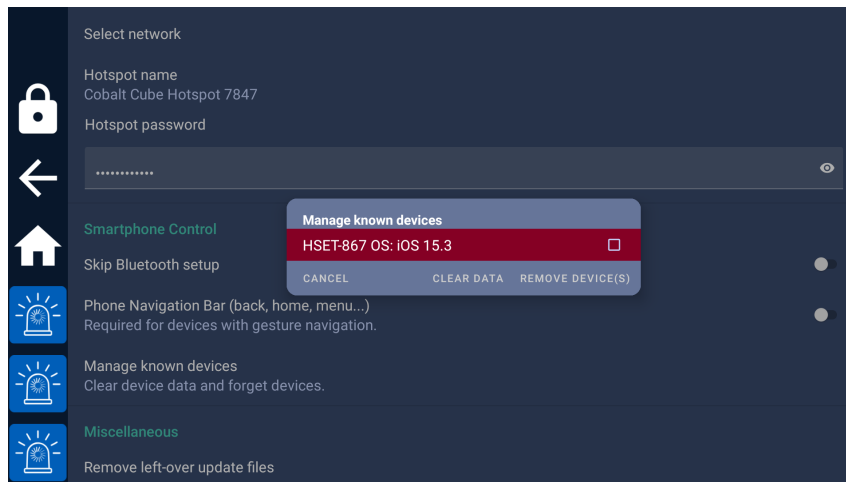 Select network
Hotspot name
Cobalt Cube Hotspot 7847
Hotspot password
............
Smartphone Control
Skip Bluetooth setup
Phone Navigation Bar (back, home, menu...)
Required for devices with gesture navigation.
Manage known devices
Clear device data and forget devices.
Miscellaneous
Remove left-over update files
Manage known devices
HSET-867 OS: iOS 15.3
CANCEL CLEAR DATA REMOVE DEVICE(S)